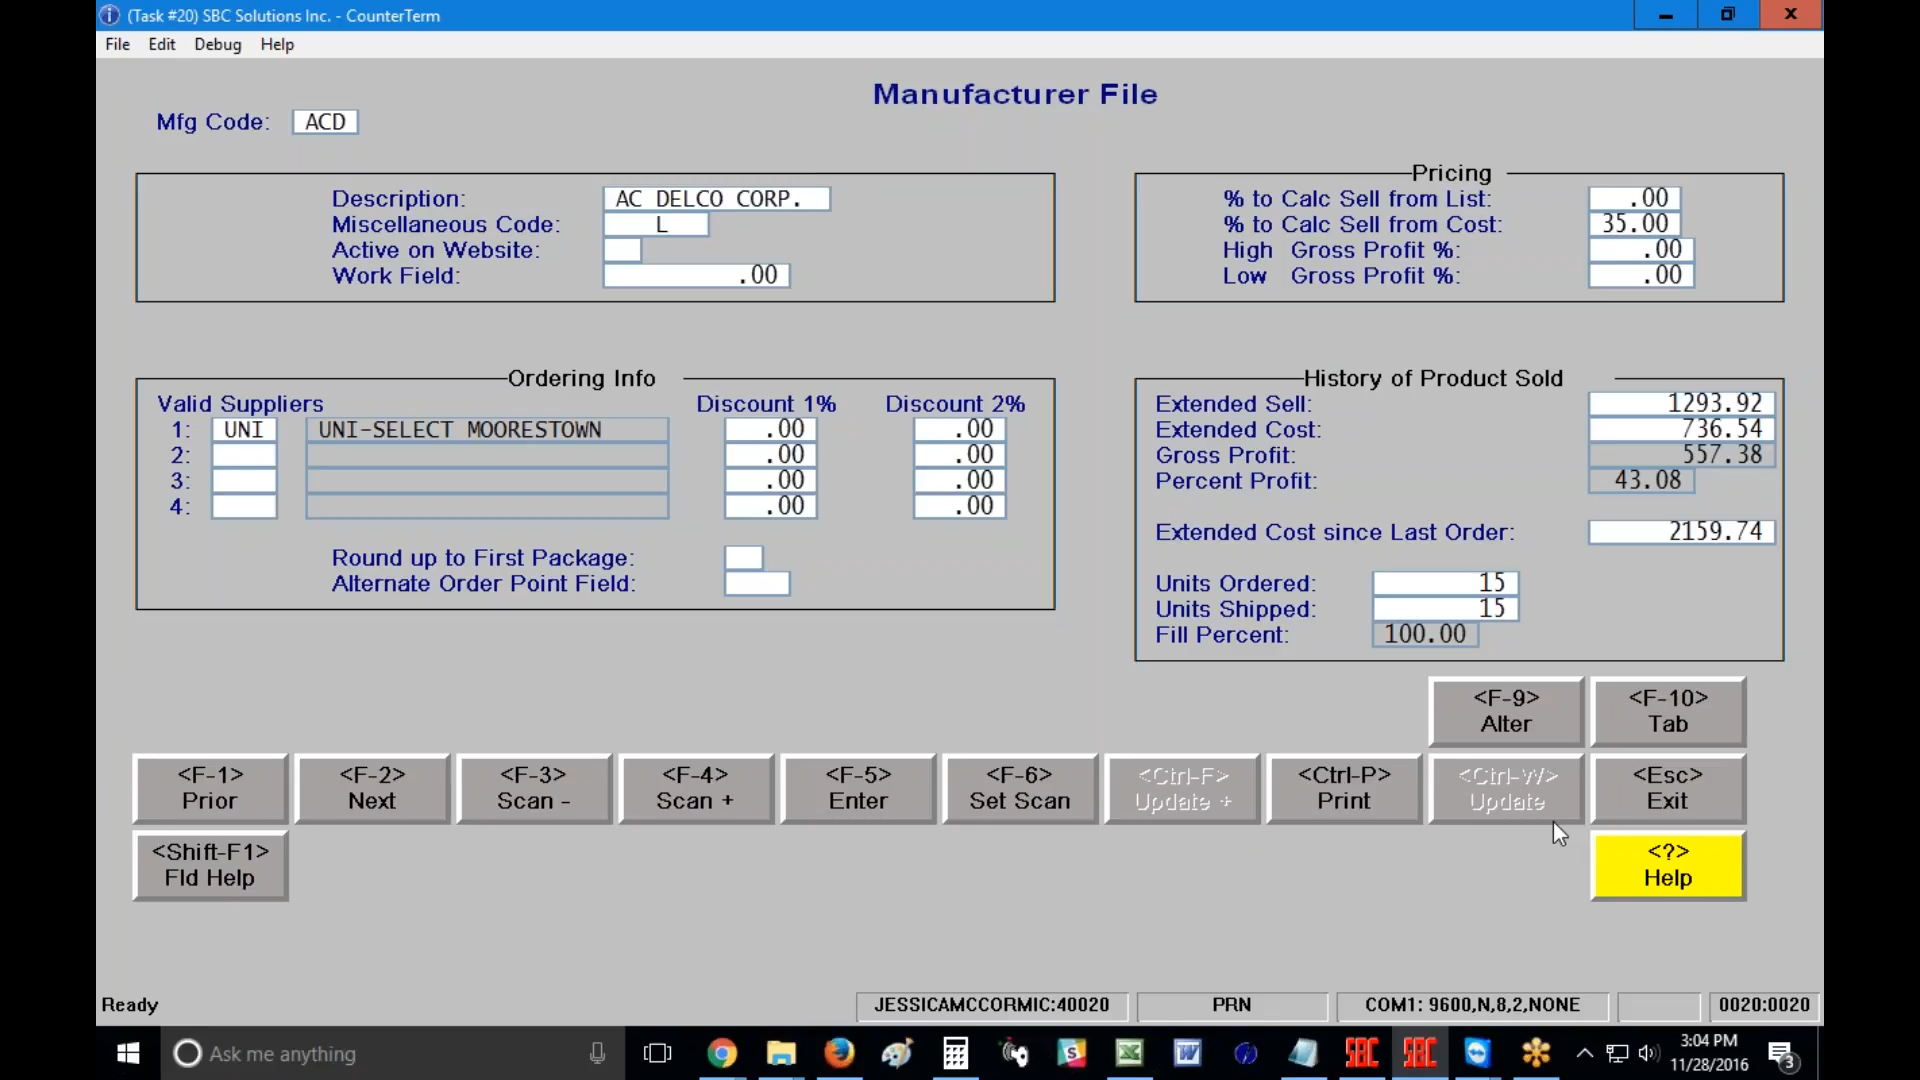 (Task #20) SBC Solutions Inc. - CounterTerm
File Edit Debug Help
Manufacturer File
Mfg Code: ACD
Description: AC DELCO CORP.
Miscellaneous Code: L
Active on Website:
Work Field: .00
Pricing
% to Calc Sell from List: .00
% to Calc Sell from Cost: 35.00
High Gross Profit %: .00
Low Gross Profit %: .00
Ordering Info
Valid Suppliers Discount 1% Discount 2%
1: UNI UNI-SELECT MOORESTOWN .00 .00
2: .00 .00
3: .00 .00
4: .00 .00
Round up to First Package:
Alternate Order Point Field:
History of Product Sold
Extended Sell: 1293.92
Extended Cost: 736.54
Gross Profit: 557.38
Percent Profit: 43.08
Extended Cost since Last Order: 2159.74
Units Ordered: 15
Units Shipped: 15
Fill Percent: 100.00
<F-9> <F-10>
Alter Tab
<F-1> <F-2> <F-3> <F-4> <F-5> <F-6> <Ctrl-F> <Ctrl-P> <Ctrl-W> <Esc>
Prior Next Scan - Scan + Enter Set Scan Update + Print Update Exit
<Shift-F1> <?>
Fld Help Help
Ready JESSICAMCCORMIC:40020 PRN COM1: 9600,N,8,2,NONE 0020:0020
Ask me anything SBC SBC 3:04 PM
11/28/2016 3